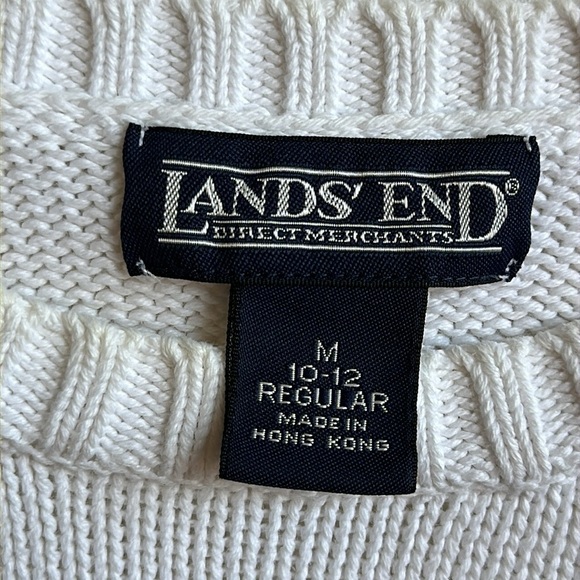 LANDS' END®
DIRECT MERCHANTS
M
10-12
REGULAR
MADE IN
HONG KONG